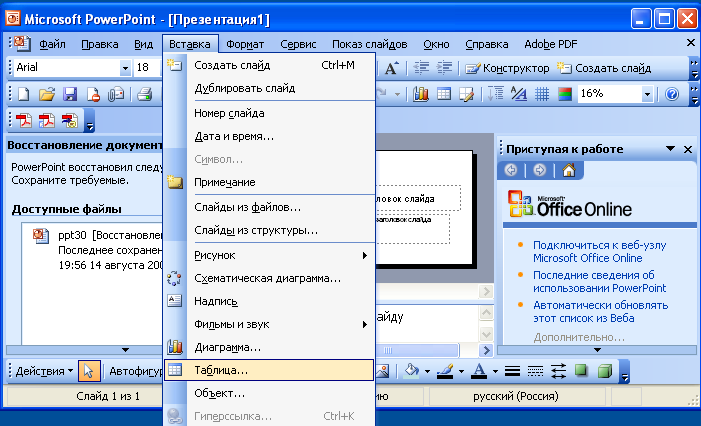 Microsoft PowerPoint - [Презентация1]
Файл Правка Вид Вставка Формат Сервис Показ слайдов Окно Справка Adobe PDF
Arial 18 Конструктор Создать слайд
16%
Восстановление документ
PowerPoint восстановил следу
Сохраните требуемые.
Доступные файлы
ppt30 [Восстановлен
Последнее сохранен
19:56 14 августа 200
Создать слайд Ctrl+M
Дублировать слайд
Номер слайда
Дата и время...
Символ...
Примечание
Слайды из файлов...
Слайды из структуры...
Рисунок
Схематическая диаграмма...
Надпись
Фильмы и звук
Диаграмма...
Таблица...
Объект...
Гиперссылка... Ctrl+K
ловок слайда
заголовок слайда
айду
Приступая к работе
Microsoft
Office Online
Подключиться к веб-узлу
Microsoft Office Online
Последние сведения об
использовании PowerPoint
Автоматически обновлять
этот список из Веба
Дополнительно...
Действия Автофигур
Слайд 1 из 1 ию русский (Россия)